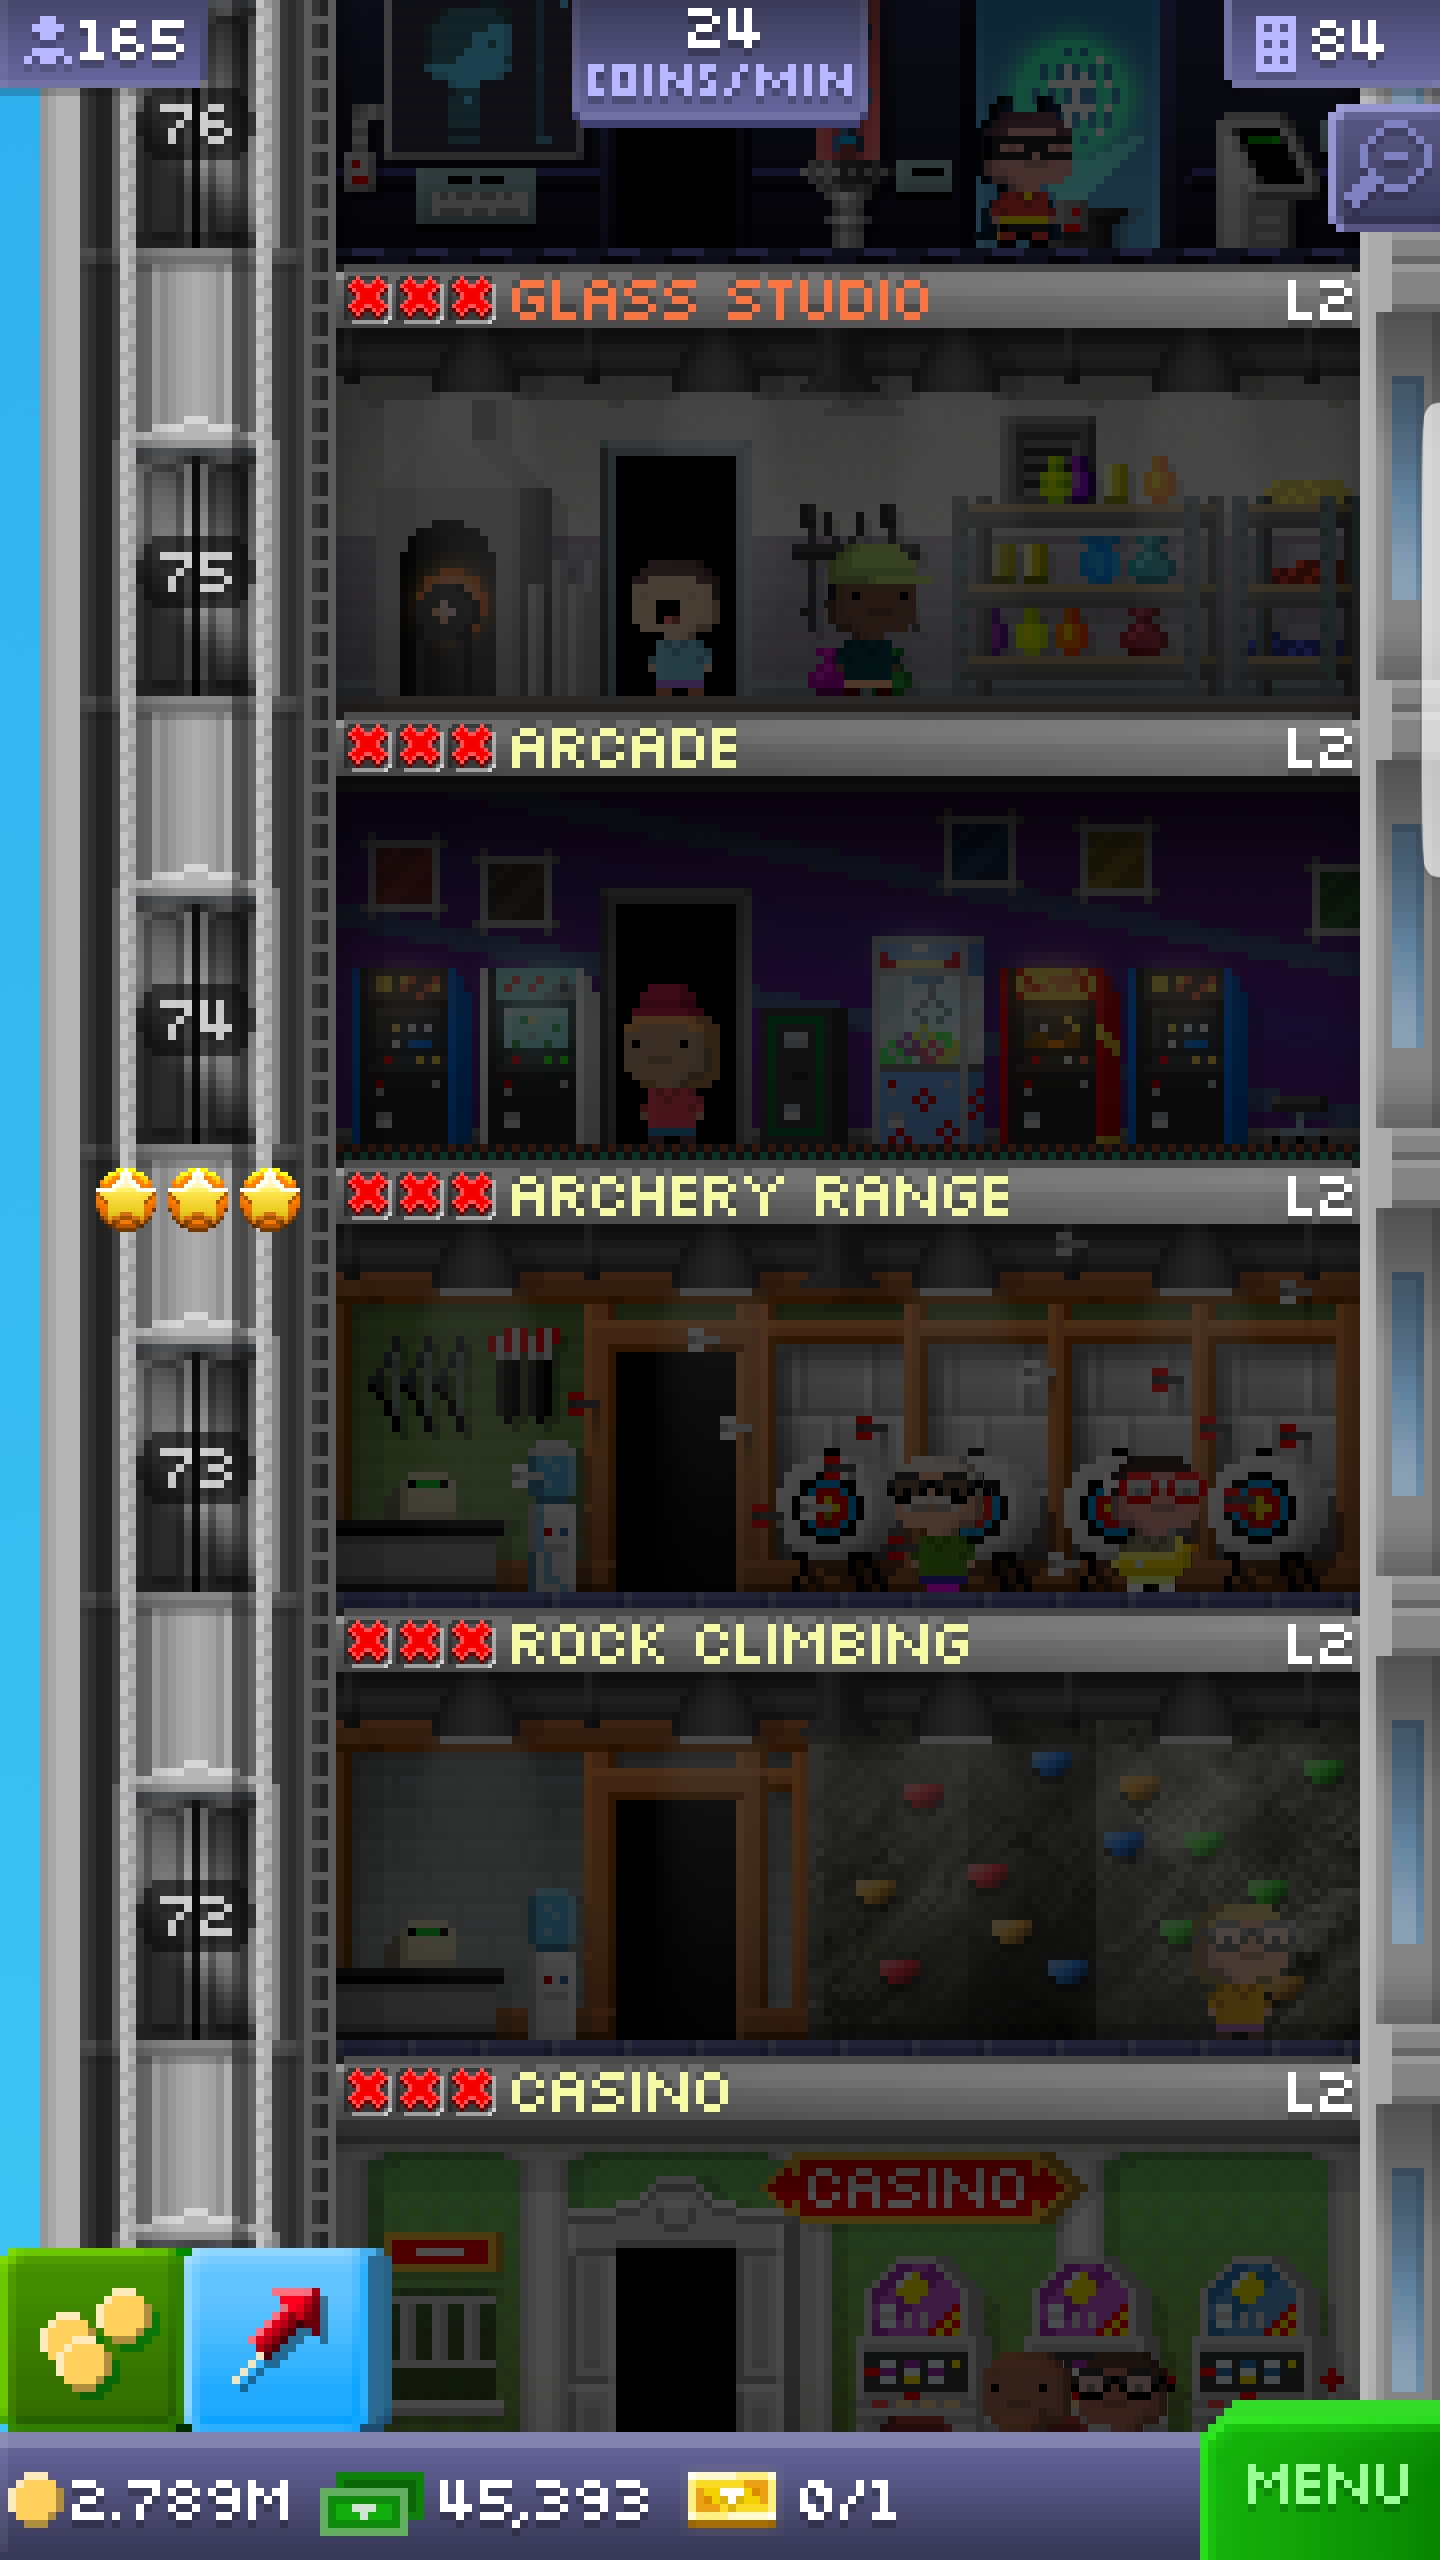 165
24
COINS/MIN
84
76
GLASS STUDIO L2
75
ARCADE L2
74
ARCHERY RANGE L2
73
ROCK CLIMBING L2
72
CASINO L2
CASINO
2.789M 45,393 0/1
MENU